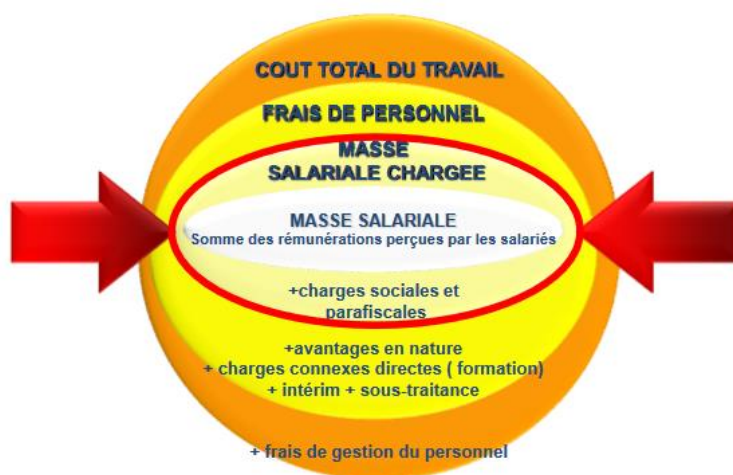 COUT TOTAL DU TRAVAIL
FRAIS DE PERSONNEL
MASSE
SALARIALE CHARGEE
MASSE SALARIALE
Somme des rémunérations perçues par les salariés
+charges sociales et
parafiscales
+avantages en nature
+ charges connexes directes ( formation)
+ intérim + sous-traitance
+ frais de gestion du personnel